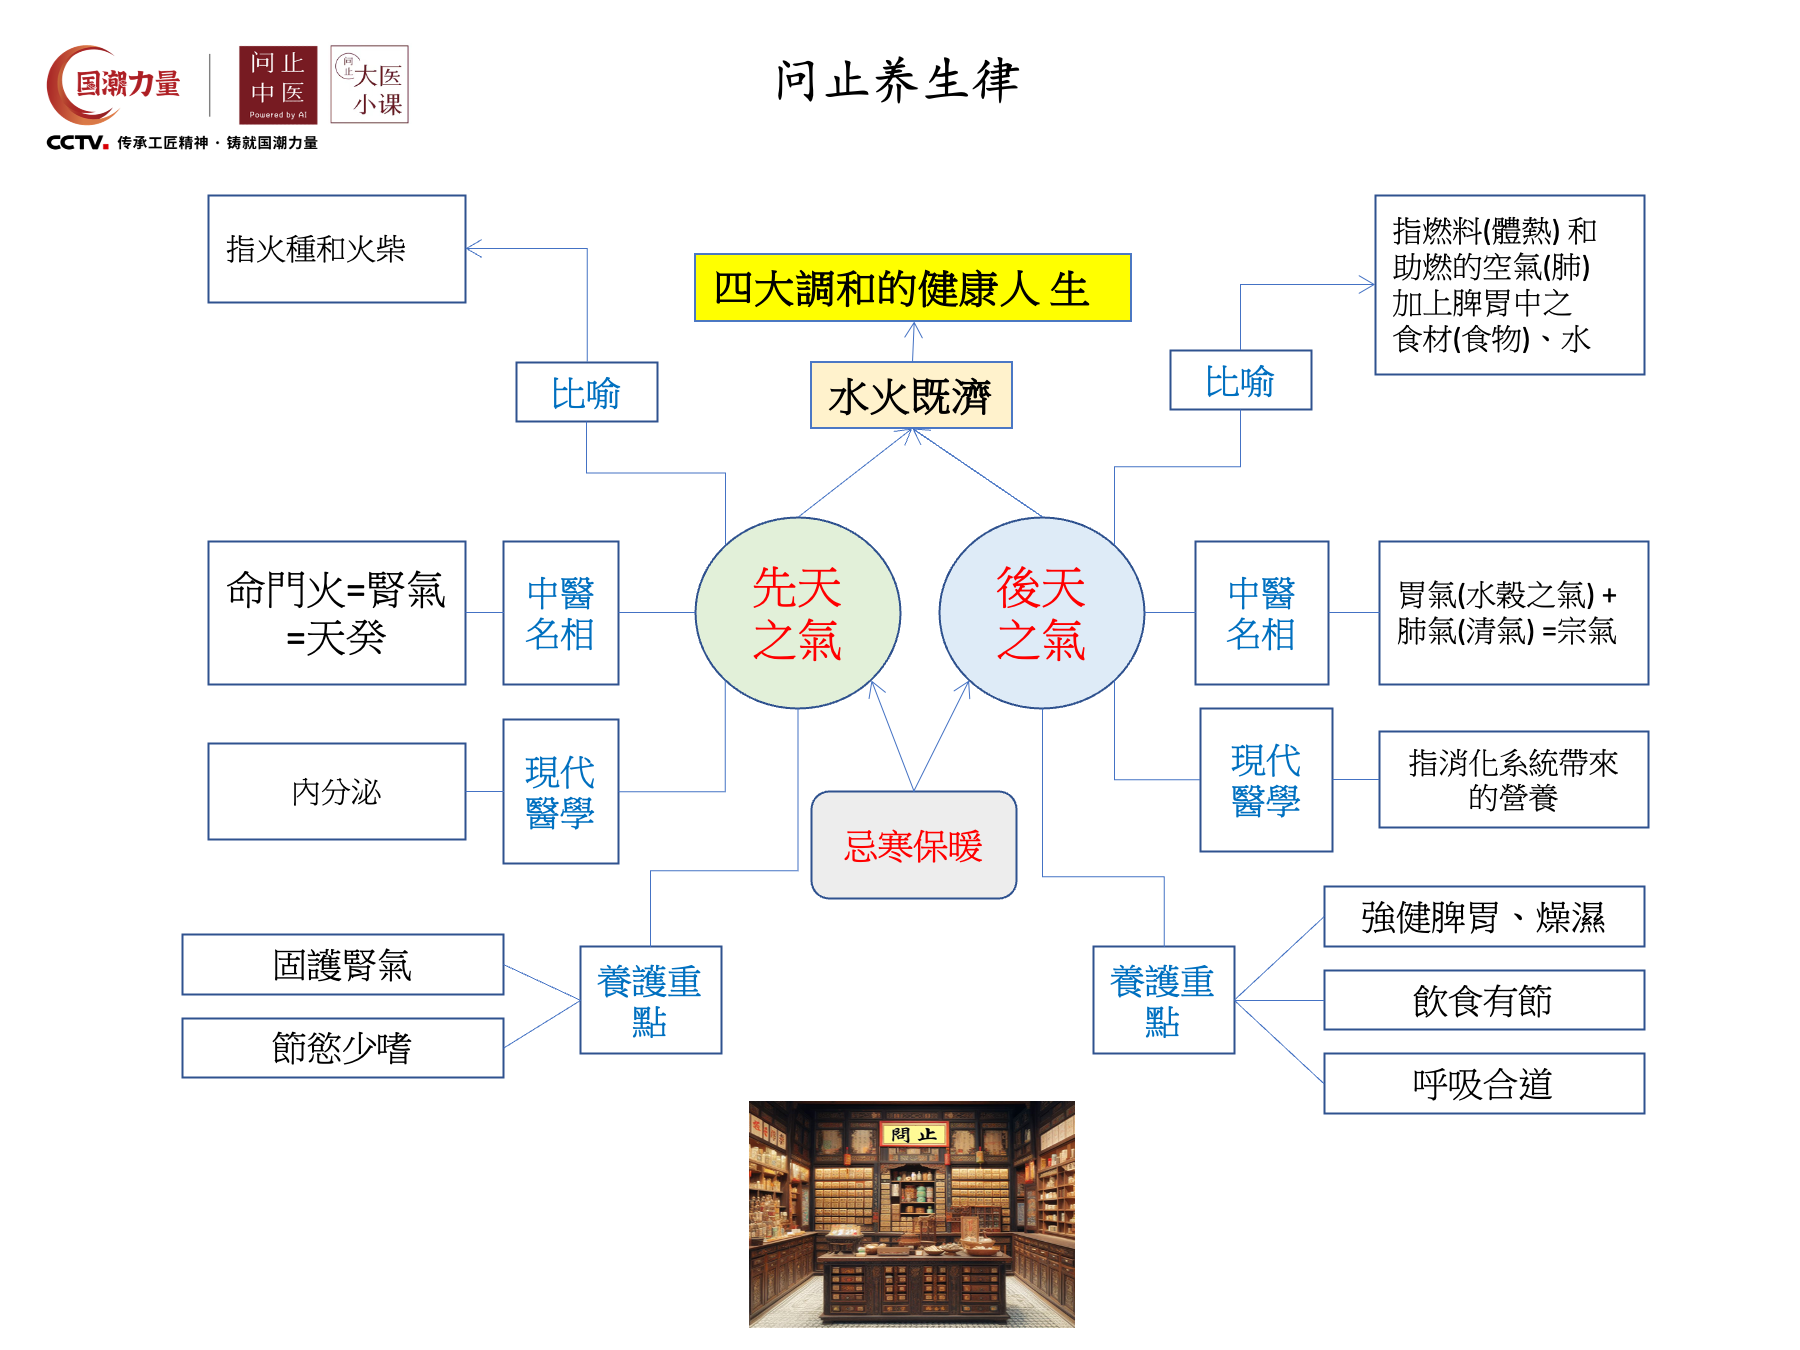 国潮力量
问止
中医
Powered by AI
问止
大医
小课
CCTV. 传承工匠精神·铸就国潮力量
问止养生律
指火種和火柴
比喻
四大調和的健康人 生
水火既濟
指燃料(體熱) 和
助燃的空氣(肺)
加上脾胃中之
食材(食物)、水
比喻
命門火=腎氣
=天癸
中醫
名相
先天
之氣
後天
之氣
中醫
名相
胃氣(水穀之氣) +
肺氣(清氣) =宗氣
內分泌
現代
醫學
忌寒保暖
現代
醫學
指消化系統帶來
的營養
固護腎氣
節慾少嗜
養護重
點
養護重
點
強健脾胃、燥濕
飲食有節
呼吸合道
問止